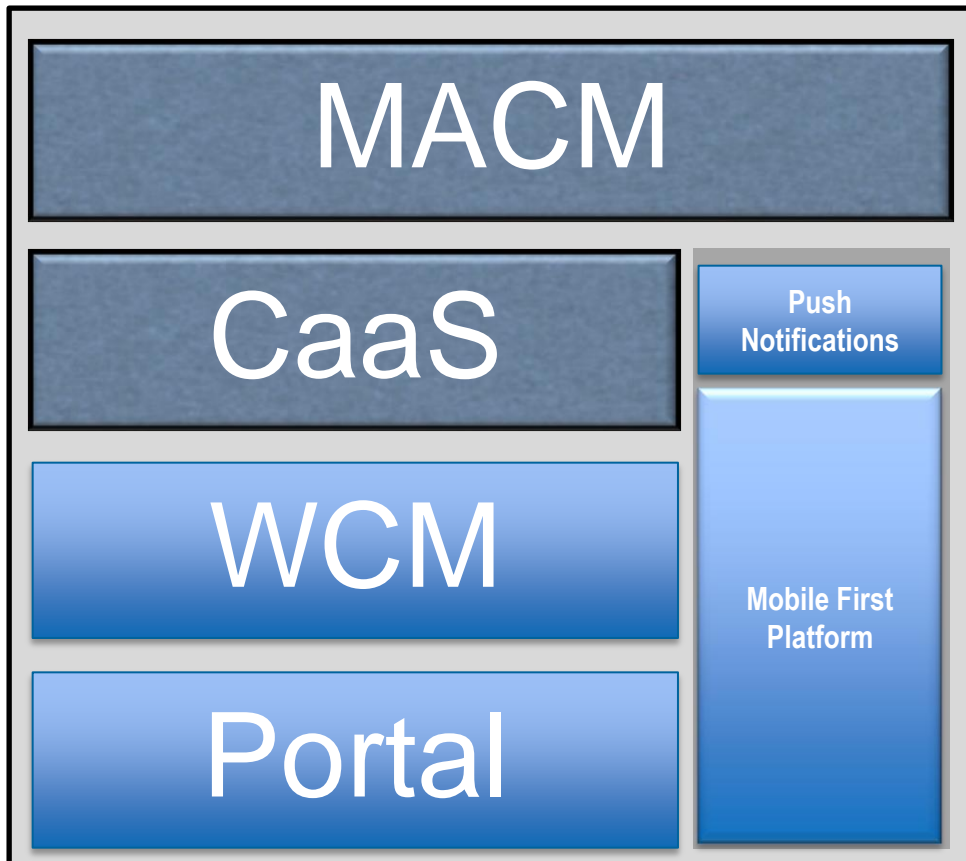 MACM
CaaS
Push
Notifications
WCM
Mobile First
Platform
Portal